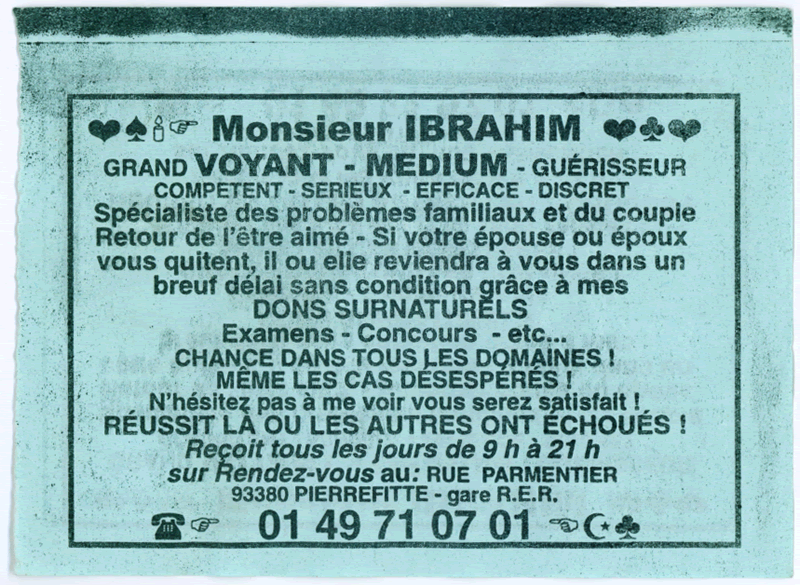 Monsieur IBRAHIM
GRAND VOYANT - MEDIUM - GUÉRISSEUR
COMPETENT - SERIEUX - EFFICACE - DISCRET
Spécialiste des problèmes familiaux et du couple
Retour de l'être aimé - Si votre épouse ou époux
vous quitent, il ou elie reviendra à vous dans un
breuf délai sans condition grâce à mes
DONS SURNATURELS
Examens - Concours - etc...
CHANCE DANS TOUS LES DOMAINES !
MÊME LES CAS DÉSESPÉRÉS !
N'hésitez pas à me voir vous serez satisfait !
RÉUSSIT LÀ OU LES AUTRES ONT ÉCHOUÉS !
Reçoit tous les jours de 9 h à 21 h
sur Rendez-vous au: RUE PARMENTIER
93380 PIERREFITTE - gare R.E.R.
01 49 71 07 01